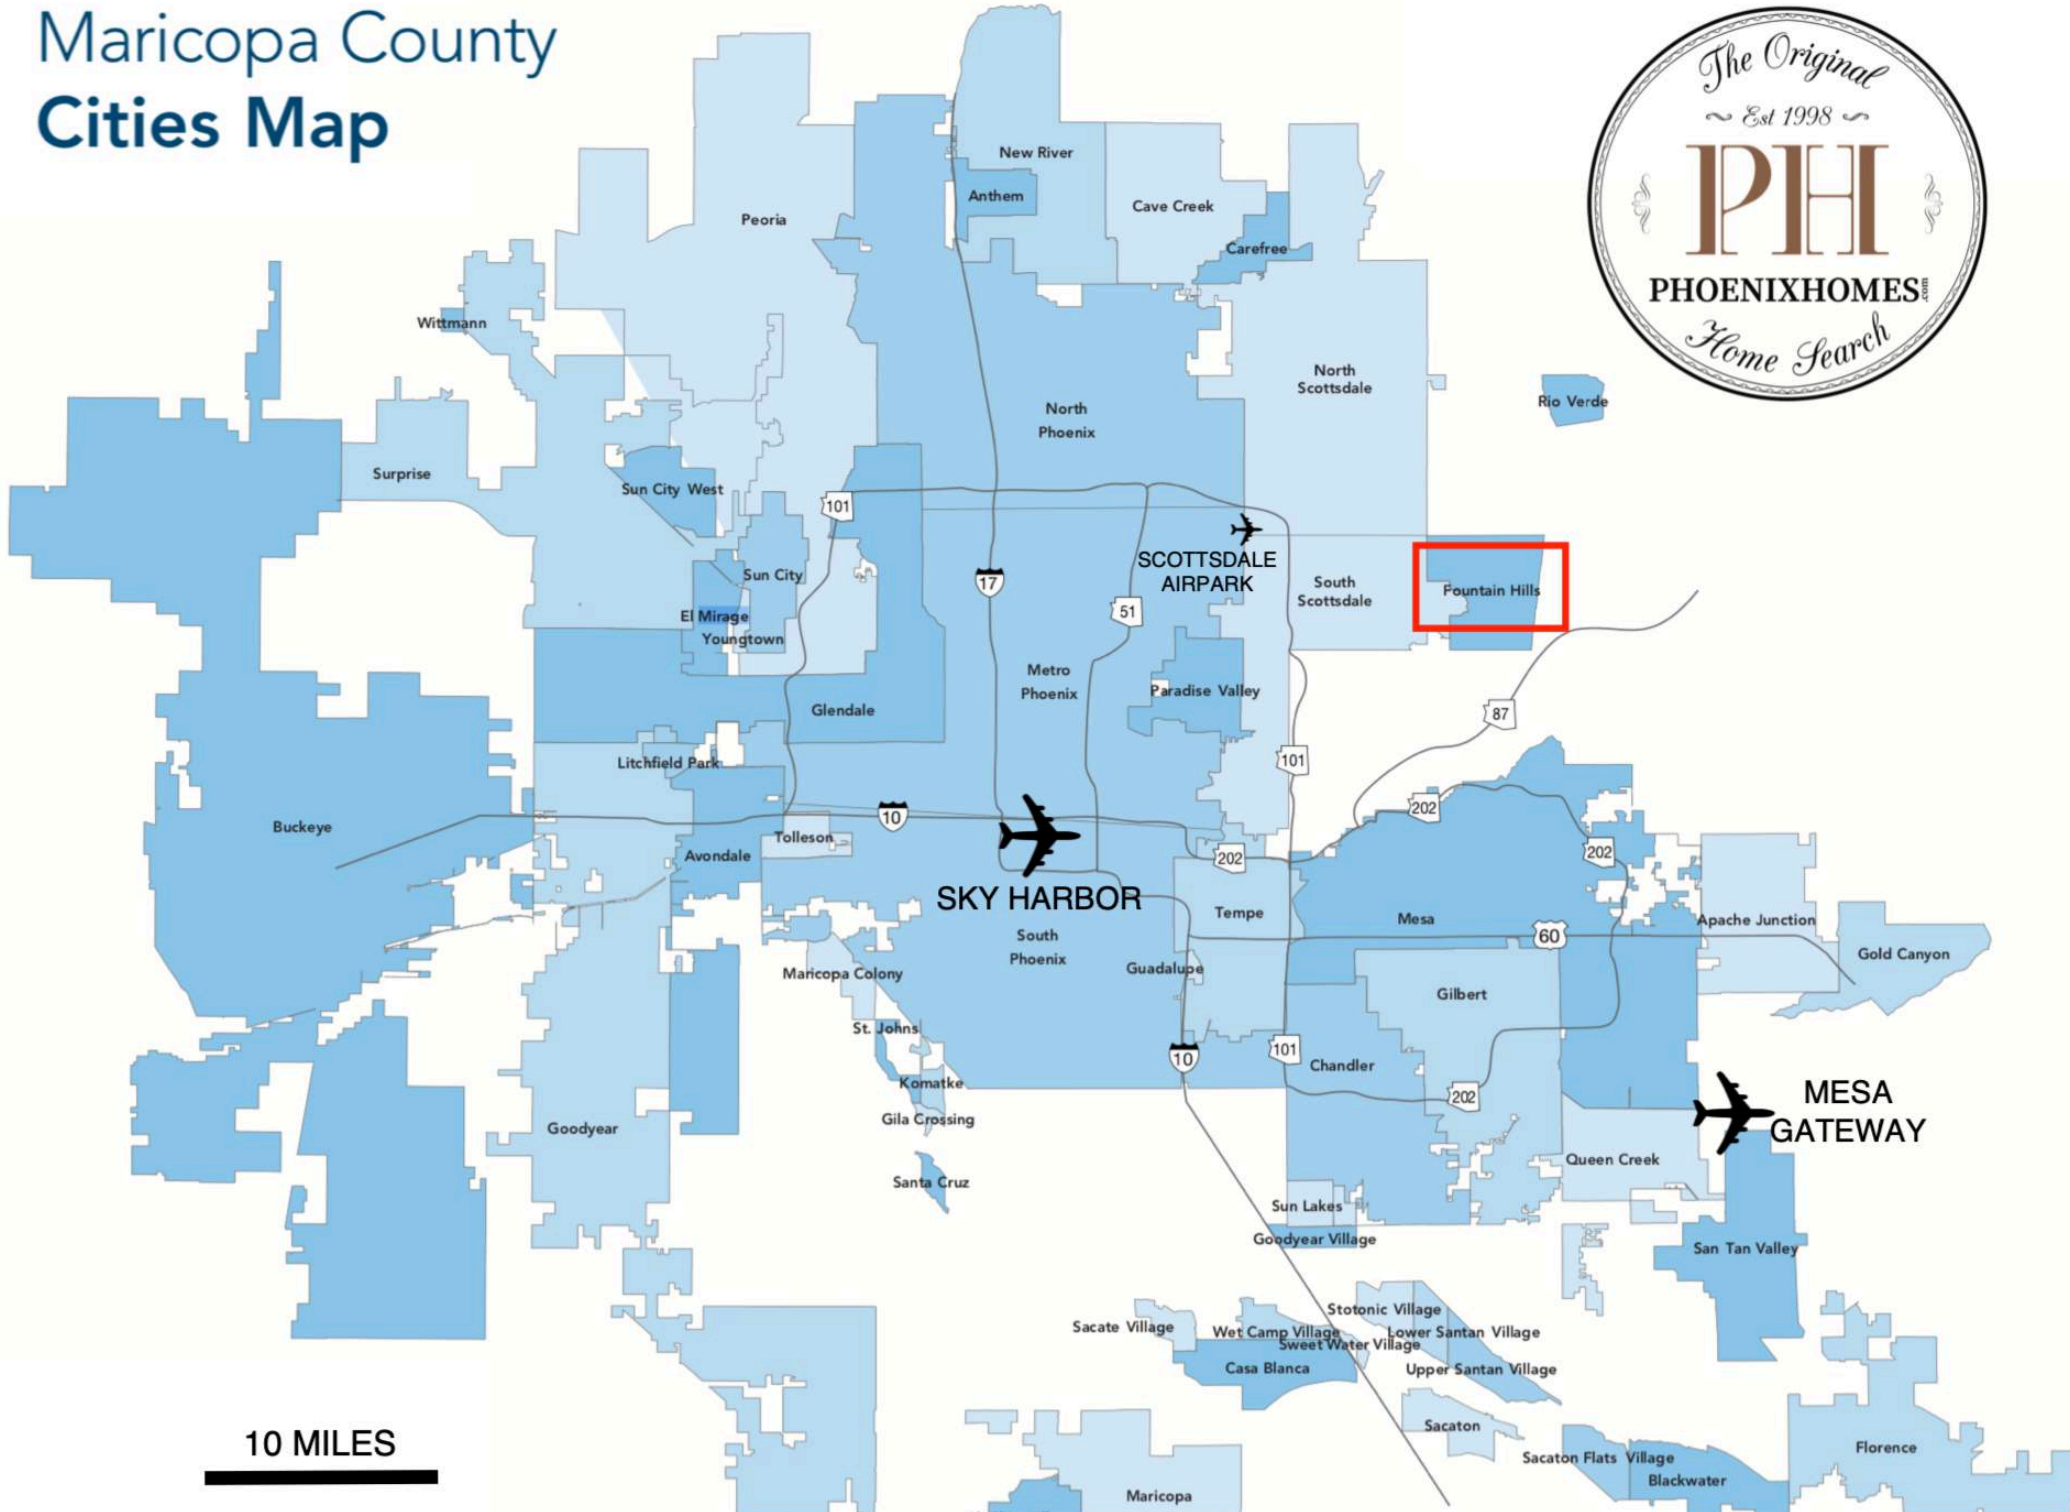 Maricopa County
Cities Map
The Original
Est 1998
PH
PHOENIXHOMES.com
Home Search
New River
Anthem
Cave Creek
Peoria
Carefree
Wittmann
North
Scottsdale
Rio Verde
North
Phoenix
Surprise
Sun City West
101
SCOTTSDALE
AIRPARK
Sun City
17
South
Scottsdale
Fountain Hills
51
El Mirage
Youngtown
Metro
Phoenix
Paradise Valley
Glendale
87
Litchfield Park
101
202
10
Buckeye
Tolleson
202
Avondale
202
SKY HARBOR
Tempe
Mesa
60
Apache Junction
South
Phoenix
Gold Canyon
Guadalupe
Maricopa Colony
Gilbert
St. Johns
10
101
Chandler
Komatke
202
MESA
GATEWAY
Gila Crossing
Goodyear
Queen Creek
Santa Cruz
Sun Lakes
Goodyear Village
San Tan Valley
Stotonic Village
Sacate Village
Wet Camp Village
Lower Santan Village
Sweet Water Village
Casa Blanca
Upper Santan Village
Sacaton
10 MILES
Florence
Sacaton Flats Village
Blackwater
Maricopa